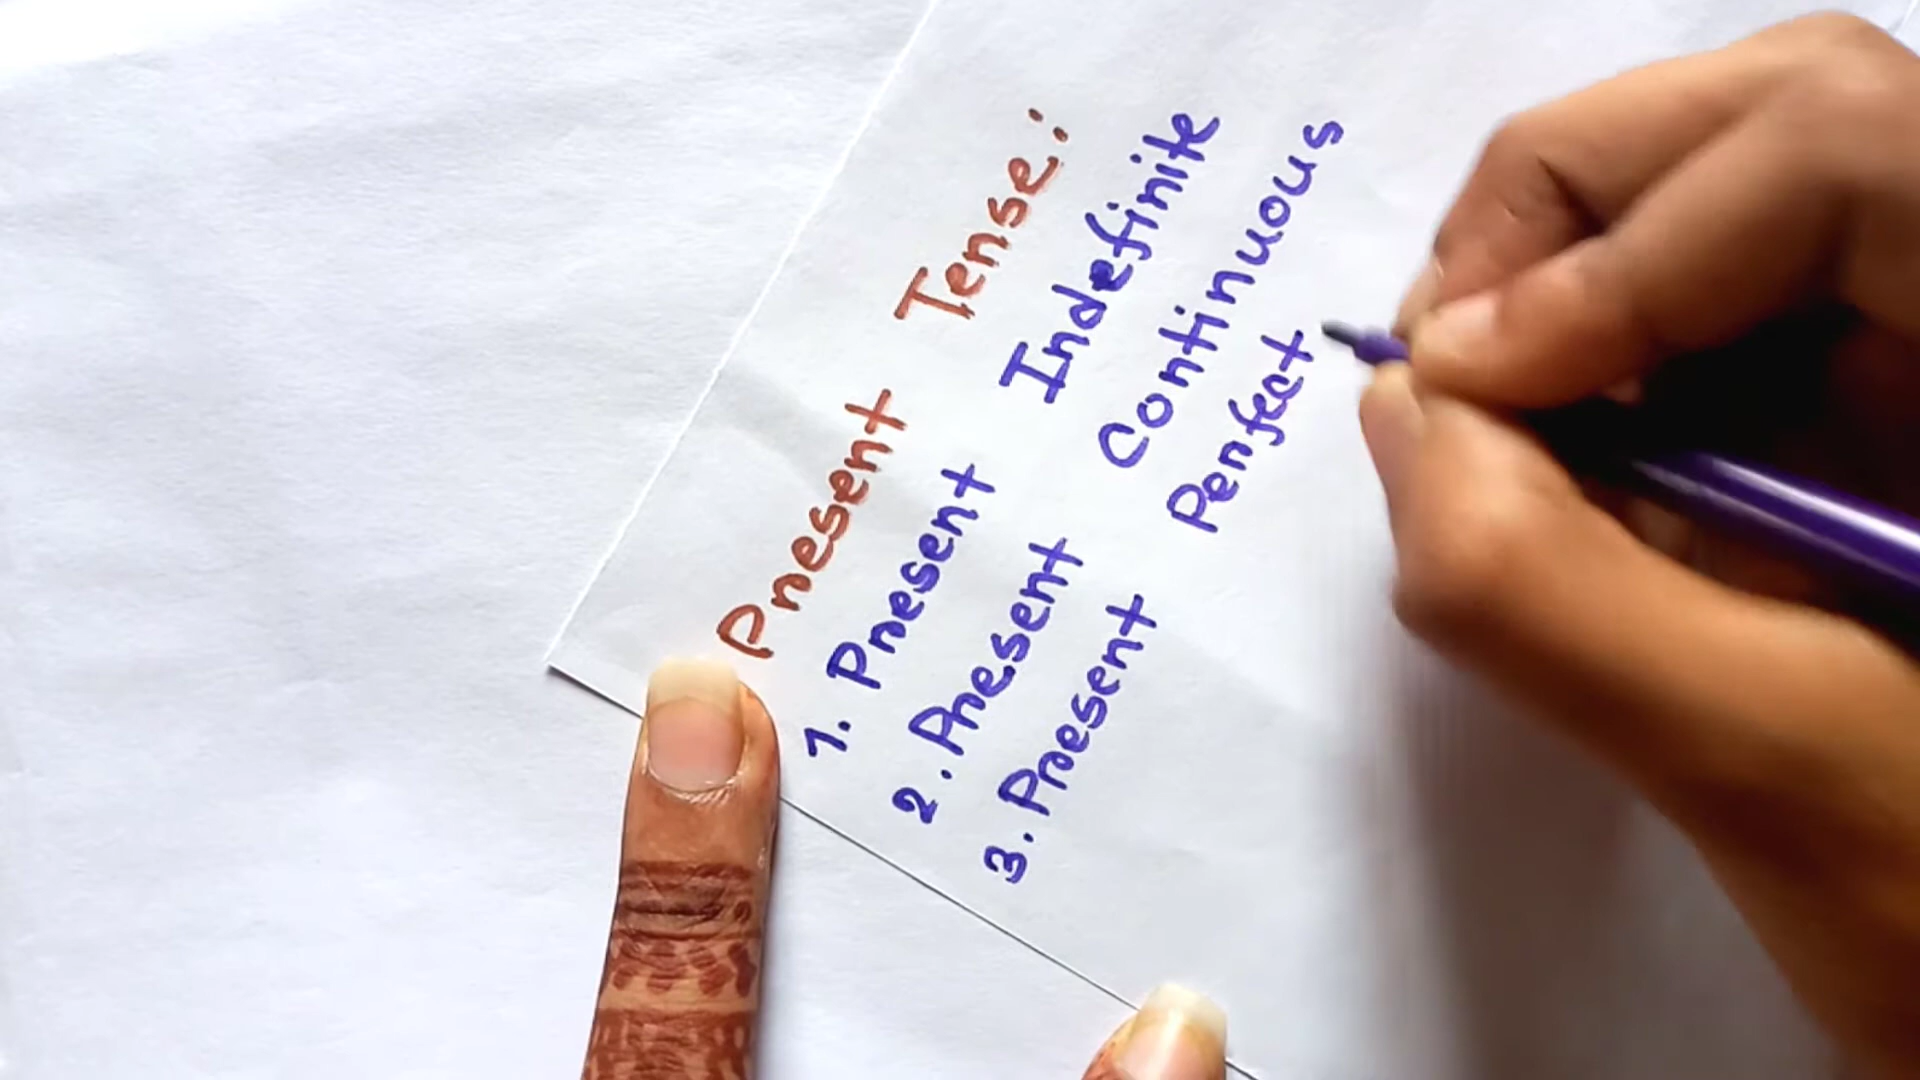 Present Tense:
1. Present Indefinite
2. Present Continuous
3. Present Perfect